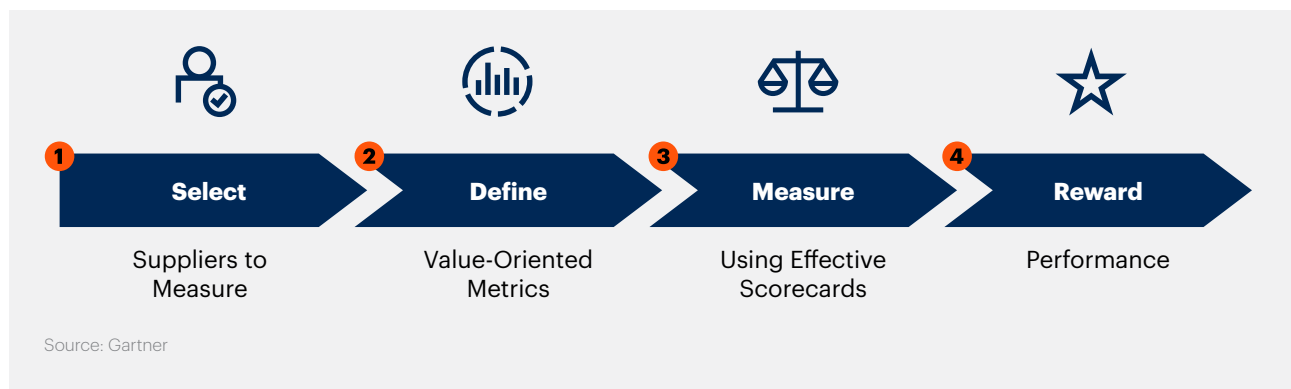 1
Select
Suppliers to
Measure
2
Define
Value-Oriented
Metrics
3
Measure
Using Effective
Scorecards
4
Reward
Performance
Source: Gartner